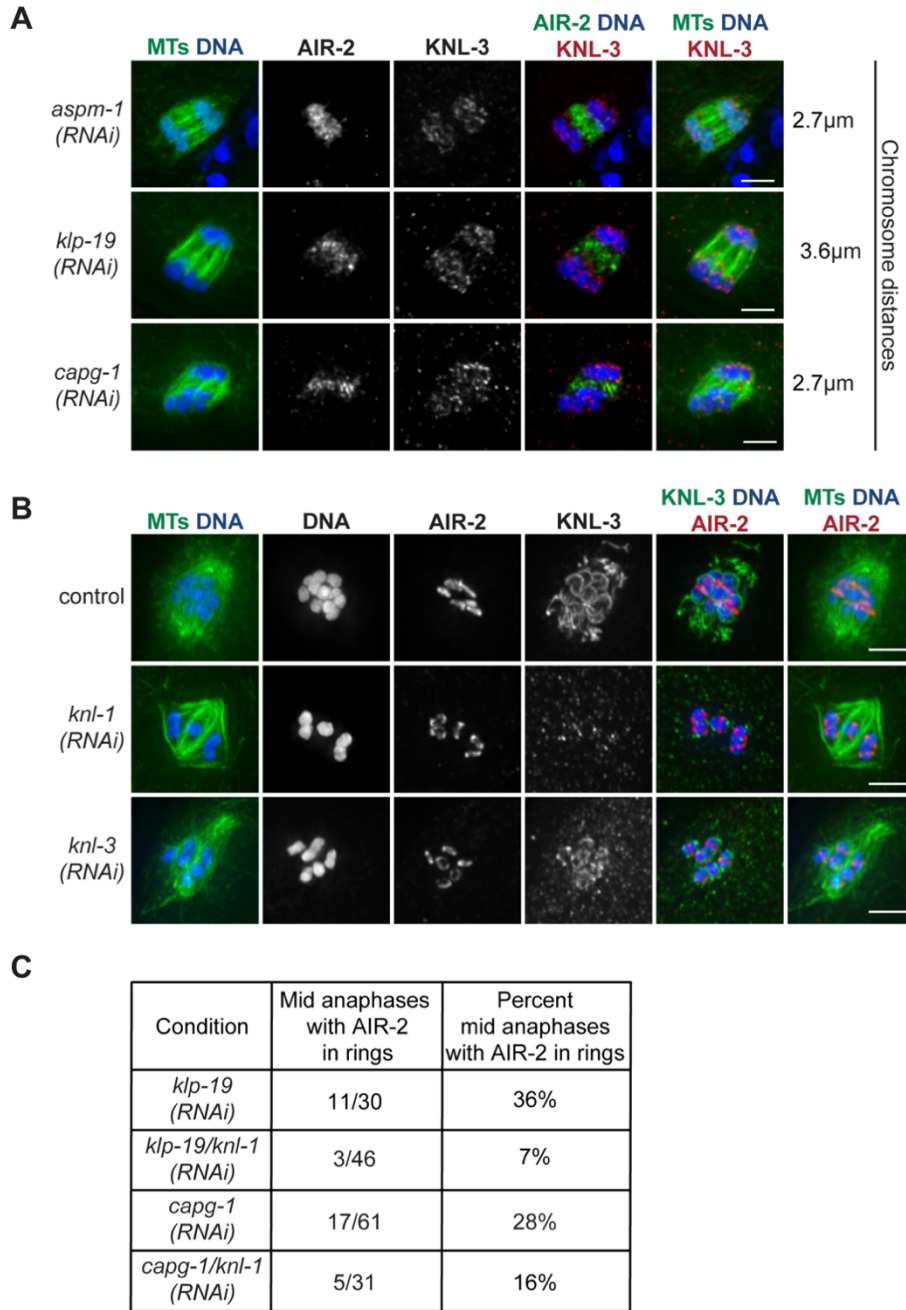 A
MTs DNA
AIR-2
KNL-3
AIR-2 DNA
KNL-3
MTs DNA
KNL-3
aspm-1
(RNAi)
2.7µm
klp-19
(RNAi)
3.6µm
capg-1
(RNAi)
2.7µm
Chromosome distances
B
MTs DNA
DNA
AIR-2
KNL-3
KNL-3 DNA
AIR-2
MTs DNA
AIR-2
control
knl-1
(RNAi)
knl-3
(RNAi)
C
Condition
Mid anaphases
with AIR-2
in rings
Percent
mid anaphases
with AIR-2 in rings
klp-19
(RNAi)
11/30
36%
klp-19/knl-1
(RNAi)
3/46
7%
capg-1
(RNAi)
17/61
28%
capg-1/knl-1
(RNAi)
5/31
16%